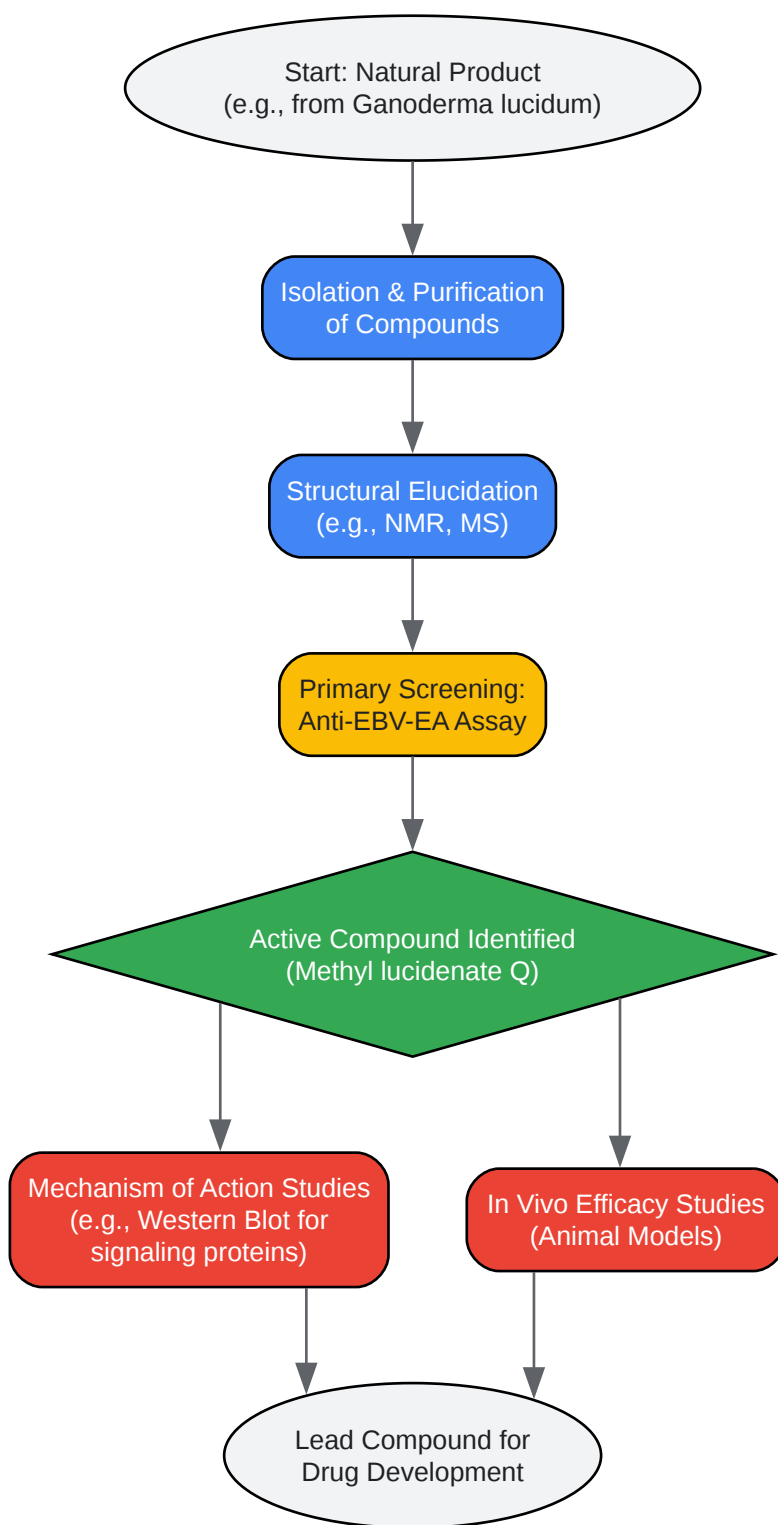 Start: Natural Product
(e.g., from Ganoderma lucidum)
Isolation & Purification
of Compounds
Structural Elucidation
(e.g., NMR, MS)
Primary Screening:
Anti-EBV-EA Assay
Active Compound Identified
(Methyl lucidenate Q)
Mechanism of Action Studies
(e.g., Western Blot for
signaling proteins)
In Vivo Efficacy Studies
(Animal Models)
Lead Compound for
Drug Development